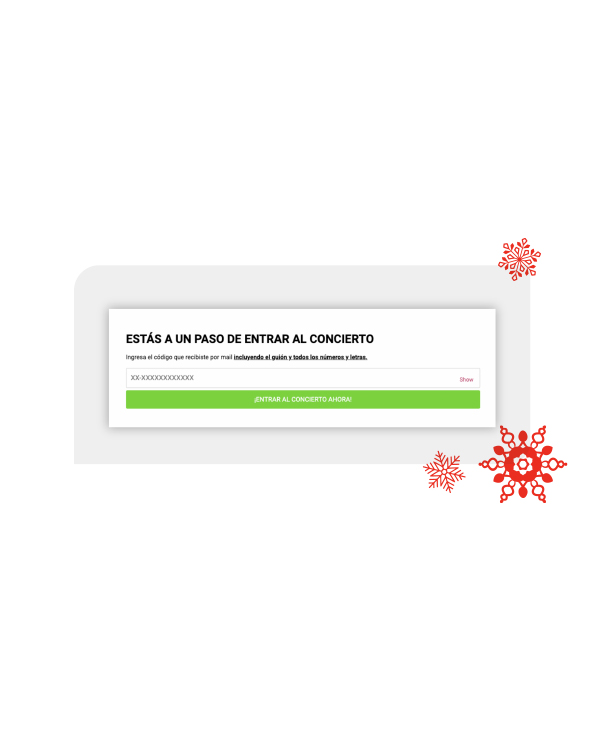 ESTÁS A UN PASO DE ENTRAR AL CONCIERTO
Ingresa el código que recibiste por mail incluyendo el guión y todos los números y letras.
XX-XXXXXXXXXXXX
Show
¡ENTRAR AL CONCIERTO AHORA!